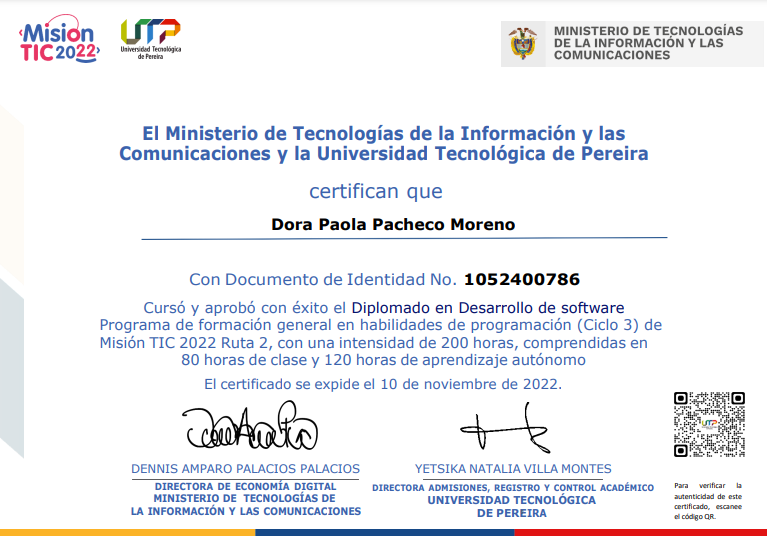 Misión
TIC 2022
UTP
Universidad Tecnológica
de Pereira
MINISTERIO DE TECNOLOGÍAS
DE LA INFORMACIÓN Y LAS
COMUNICACIONES
El Ministerio de Tecnologías de la Información y las
Comunicaciones y la Universidad Tecnológica de Pereira
certifican que
Dora Paola Pacheco Moreno
Con Documento de Identidad No. 1052400786
Cursó y aprobó con éxito el Diplomado en Desarrollo de software
Programa de formación general en habilidades de programación (Ciclo 3) de
Misión TIC 2022 Ruta 2, con una intensidad de 200 horas, comprendidas en
80 horas de clase y 120 horas de aprendizaje autónomo
El certificado se expide el 10 de noviembre de 2022.
DENNIS AMPARO PALACIOS PALACIOS
DIRECTORA DE ECONOMÍA DIGITAL
MINISTERIO DE TECNOLOGÍAS DE
LA INFORMACIÓN Y LAS COMUNICACIONES
YETSIKA NATALIA VILLA MONTES
DIRECTORA ADMISIONES, REGISTRO Y CONTROL ACADÉMICO
UNIVERSIDAD TECNOLÓGICA
DE PEREIRA
UTP
Para verificar la
autenticidad de este
certificado, escanee
el código QR.